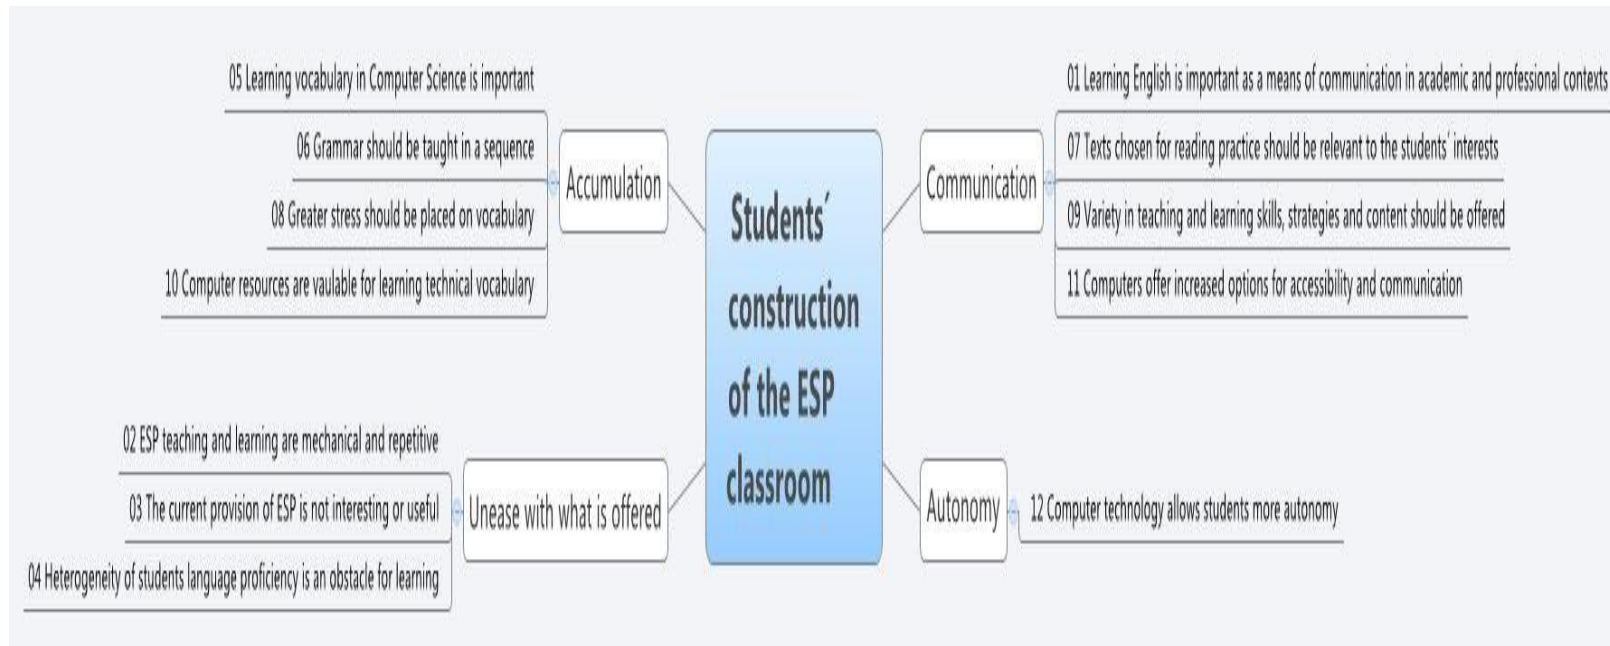 Students´
construction
of the ESP
classroom
Accumulation
05 Learning vocabulary in Computer Science is important
06 Grammar should be taught in a sequence
08 Greater stress should be placed on vocabulary
10 Computer resources are vaulable for learning technical vocabulary
Unease with what is offered
02 ESP teaching and learning are mechanical and repetitive
03 The current provision of ESP is not interesting or useful
04 Heterogeneity of students language proficiency is an obstacle for learning
Communication
01 Learning English is important as a means of communication in academic and professional contexts
07 Texts chosen for reading practice should be relevant to the students´ interests
09 Variety in teaching and learning skills, strategies and content should be offered
11 Computers offer increased options for accessibility and communication
Autonomy
12 Computer technology allows students more autonomy